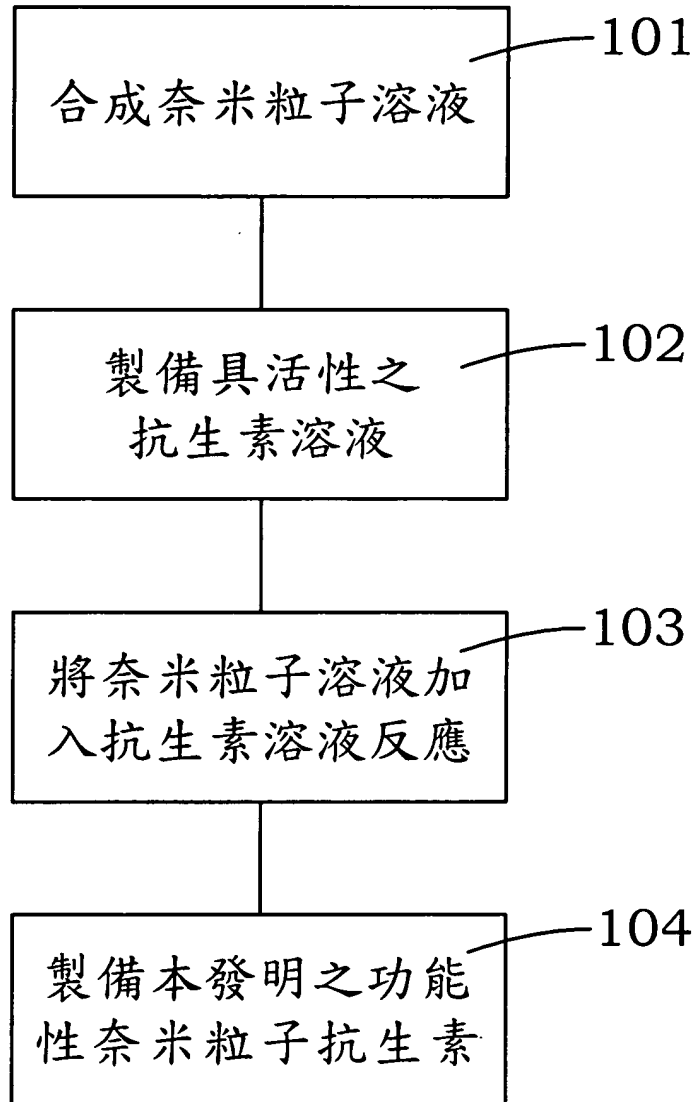 101
合成奈米粒子溶液
102
製備具活性之
抗生素溶液
103
將奈米粒子溶液加
入抗生素溶液反應
104
製備本發明之功能
性奈米粒子抗生素